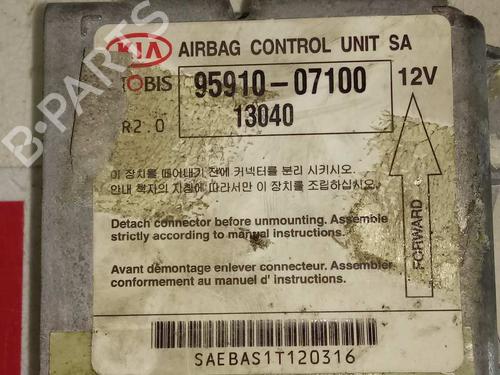 KIA AIRBAG CONTROL UNIT SA
MOBIS 95910-07100 12V
R2.0 13040
이 장치를 떼어내기 전에 커넥터를 분리 시키시오.
안내 책자의 지침에 따라서만 이 장치를 조립하십시오.
Detach connector before unmounting. Assemble
strictly according to manual instructions.
FORWARD
Avant démontage enlever connecteur. Assembler
conformement au manuel d' instructions.
SAEBAS1T120316
B-PARTS